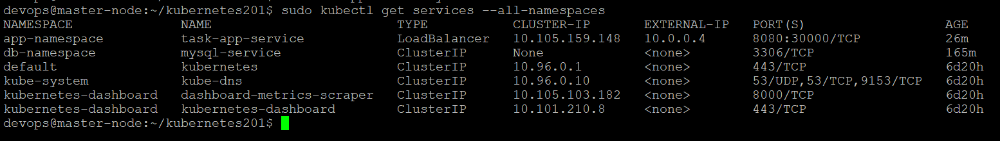 devops@master-node:~/kubernetes201$ sudo kubectl get services --all-namespaces
NAMESPACE NAME TYPE CLUSTER-IP EXTERNAL-IP PORT(S) AGE
app-namespace task-app-service LoadBalancer 10.105.159.148 10.0.0.4 8080:30000/TCP 26m
db-namespace mysql-service ClusterIP None <none> 3306/TCP 165m
default kubernetes ClusterIP 10.96.0.1 <none> 443/TCP 6d20h
kube-system kube-dns ClusterIP 10.96.0.10 <none> 53/UDP,53/TCP,9153/TCP 6d20h
kubernetes-dashboard dashboard-metrics-scraper ClusterIP 10.105.103.182 <none> 8000/TCP 6d20h
kubernetes-dashboard kubernetes-dashboard ClusterIP 10.101.210.8 <none> 443/TCP 6d20h
devops@master-node:~/kubernetes201$